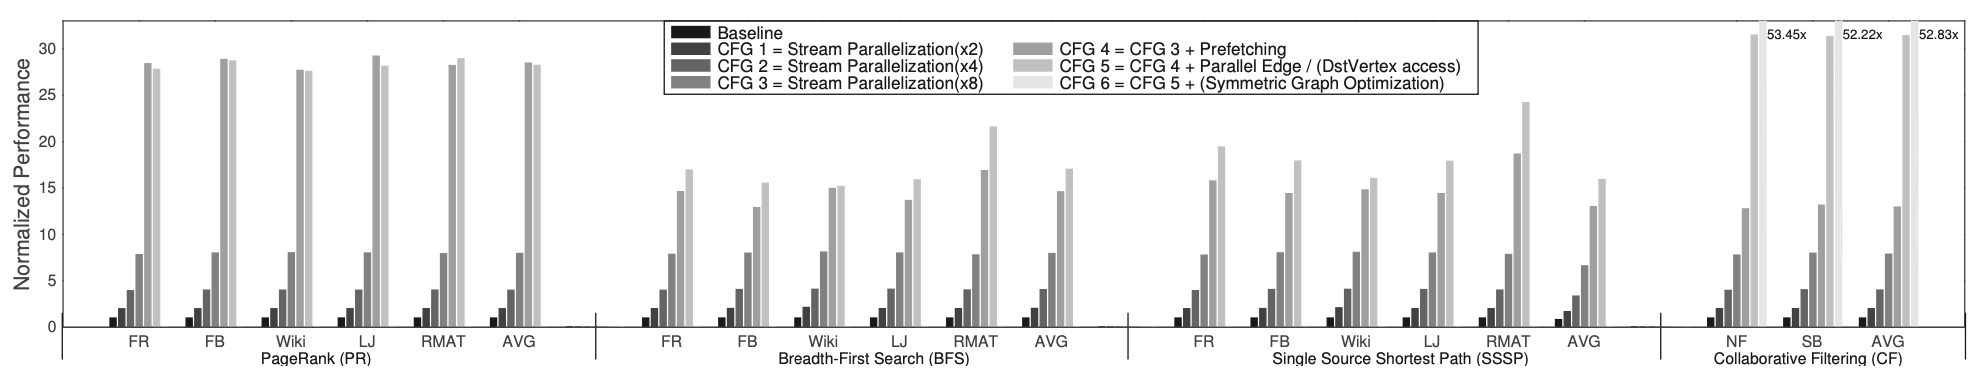 Normalized Performance
30
25
20
15
10
5
0
Baseline
CFG 1 = Stream Parallelization(x2)
CFG 2 = Stream Parallelization(x4)
CFG 3 = Stream Parallelization(x8)
CFG 4 = CFG 3 + Prefetching
CFG 5 = CFG 4 + Parallel Edge / (DstVertex access)
CFG 6 = CFG 5 + (Symmetric Graph Optimization)
53.45x 52.22x 52.83x
FR FB Wiki LJ RMAT AVG FR FB Wiki LJ RMAT AVG FR FB Wiki LJ RMAT AVG NF SB AVG
PageRank (PR) Breadth-First Search (BFS) Single Source Shortest Path (SSSP) Collaborative Filtering (CF)